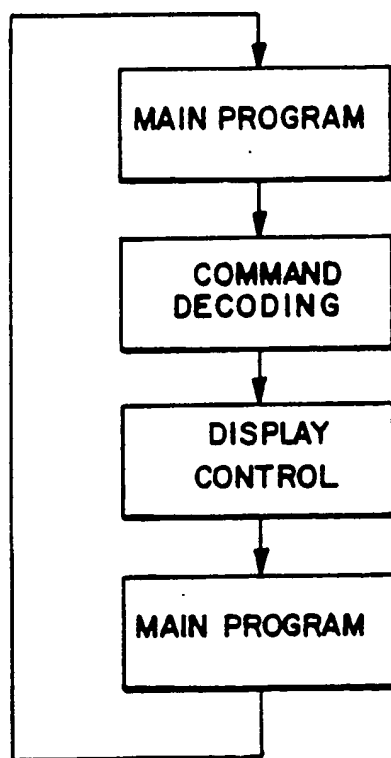 MAIN PROGRAM
COMMAND
DECODING
DISPLAY
CONTROL
MAIN PROGRAM